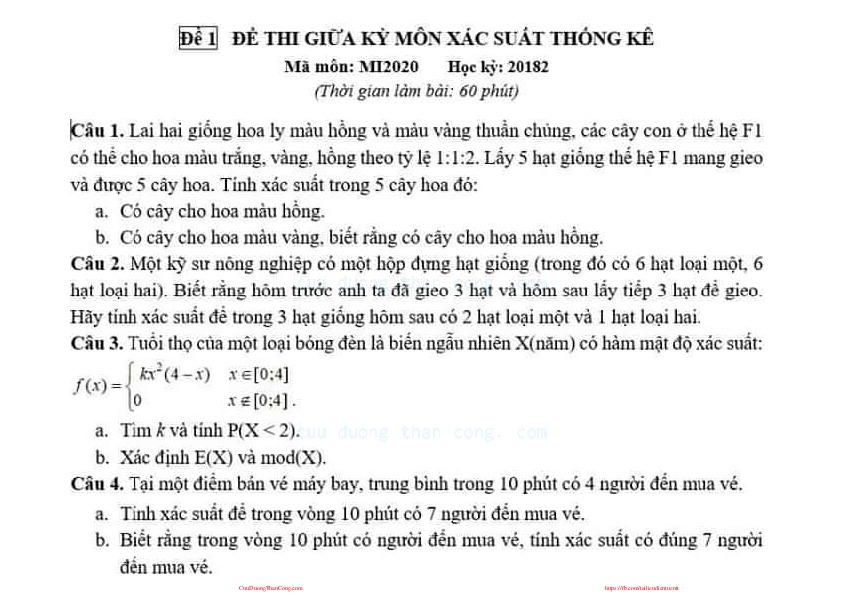 Đề 1 ĐỀ THI GIỮA KỲ MÔN XÁC SUẤT THỐNG KÊ
Mã môn: MI2020 Học kỳ: 20182
(Thời gian làm bài: 60 phút)
Câu 1. Lai hai giống hoa ly màu hồng và màu vàng thuần chủng, các cây con ở thế hệ F1
có thể cho hoa màu trắng, vàng, hồng theo tỷ lệ 1:1:2. Lấy 5 hạt giống thế hệ F1 mang gieo
và được 5 cây hoa. Tính xác suất trong 5 cây hoa đó:
a. Có cây cho hoa màu hồng.
b. Có cây cho hoa màu vàng, biết rằng có cây cho hoa màu hồng.
Câu 2. Một kỹ sư nông nghiệp có một hộp đựng hạt giống (trong đó có 6 hạt loại một, 6
hạt loại hai). Biết rằng hôm trước anh ta đã gieo 3 hạt và hôm sau lấy tiếp 3 hạt để gieo.
Hãy tính xác suất để trong 3 hạt giống hôm sau có 2 hạt loại một và 1 hạt loại hai.
Câu 3. Tuổi thọ của một loại bóng đèn là biến ngẫu nhiên X(năm) có hàm mật độ xác suất:
f(x) = { kx²(4 − x) x ∈ [0;4]
0 x ∉ [0;4] .
a. Tìm k và tính P(X < 2).
cuu duong than cong. com
b. Xác định E(X) và mod(X).
Câu 4. Tại một điểm bán vé máy bay, trung bình trong 10 phút có 4 người đến mua vé.
a. Tính xác suất để trong vòng 10 phút có 7 người đến mua vé.
b. Biết rằng trong vòng 10 phút có người đến mua vé, tính xác suất có đúng 7 người
đến mua vé.
CuuDuongThanCong.com https://fb.com/tailieudientucntt